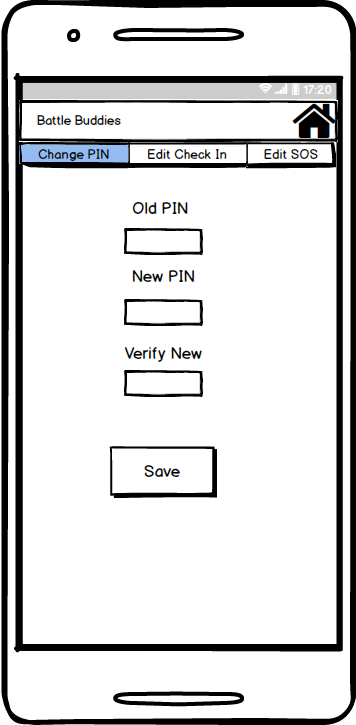 17:20
Battle Buddies
Change PIN Edit Check In Edit SOS
Old PIN
New PIN
Verify New
Save